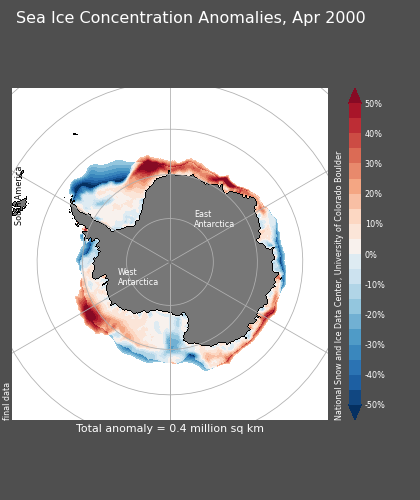 Sea Ice Concentration Anomalies, Apr 2000
South America
East
Antarctica
West
Antarctica
final data
National Snow and Ice Data Center, University of Colorado Boulder
50%
40%
30%
20%
10%
0%
-10%
-20%
-30%
-40%
-50%
Total anomaly = 0.4 million sq km